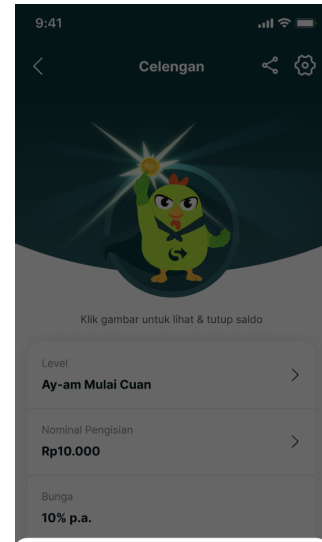 9:41
Celengan
Klik gambar untuk lihat & tutup saldo
Level
Ay-am Mulai Cuan
Nominal Pengisian
Rp10.000
Bunga
10% p.a.